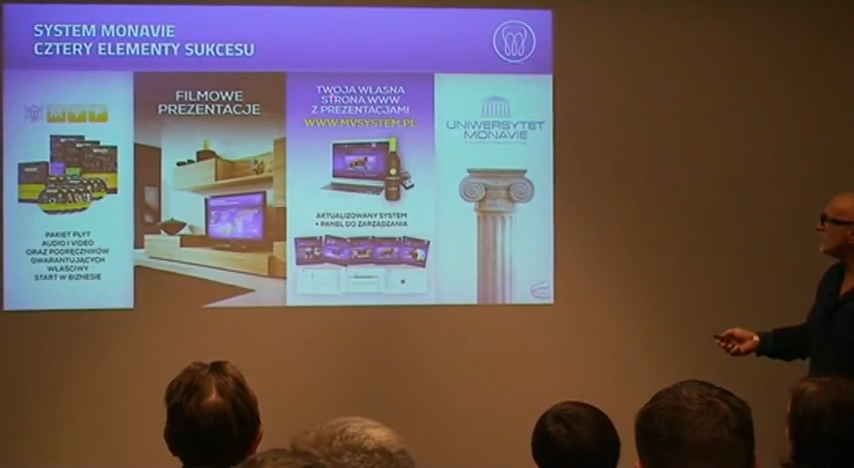 SYSTEM MONAVIE
CZTERY ELEMENTY SUKCESU
MVP
PAKIET PŁYT
AUDIO I VIDEO
ORAZ PODRĘCZNIKÓW
GWARANTUJĄCYCH
WŁAŚCIWY
START W BIZNESIE
FILMOWE
PREZENTACJE
TWOJA WŁASNA
STRONA WWW
Z PREZENTACJAMI
WWW.MVSYSTEM.PL
AKTUALIZOWANY SYSTEM
+ PANEL DO ZARZĄDZANIA
UNIWERSYTET
MONAVIE